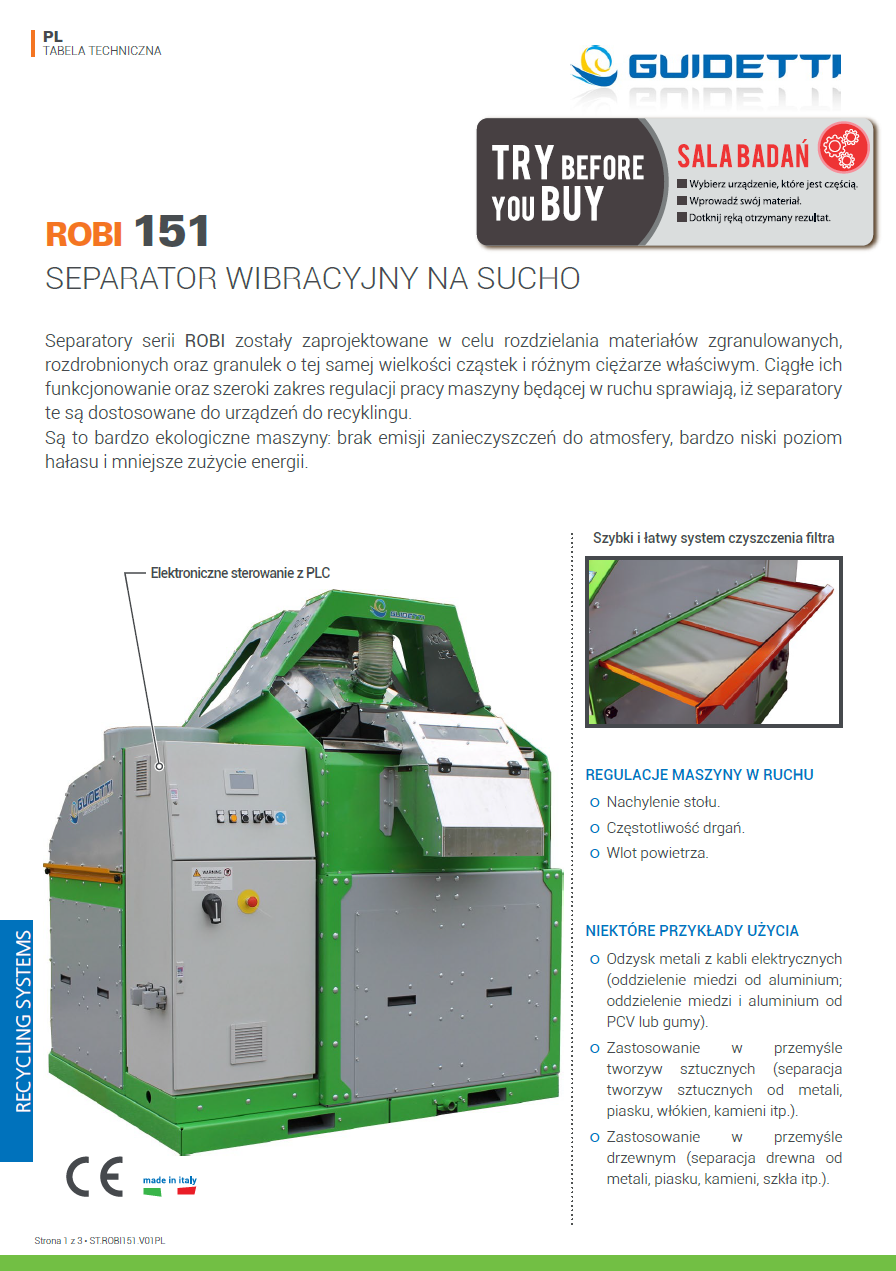 PL
TABELA TECHNICZNA
GUIDETTI
TRY BEFORE
YOU BUY
SALA BADAŃ
Wybierz urządzenie, które jest częścią.
Wprowadź swój materiał.
Dotknij ręką otrzymany rezultat.
ROBI 151
SEPARATOR WIBRACYJNY NA SUCHO
Separatory serii ROBI zostały zaprojektowane w celu rozdzielania materiałów zgranulowanych,
rozdrobnionych oraz granulek o tej samej wielkości cząstek i różnym ciężarze właściwym. Ciągłe ich
funkcjonowanie oraz szeroki zakres regulacji pracy maszyny będącej w ruchu sprawiają, iż separatory
te są dostosowane do urządzeń do recyklingu.
Są to bardzo ekologiczne maszyny: brak emisji zanieczyszczeń do atmosfery, bardzo niski poziom
hałasu i mniejsze zużycie energii.
Elektroniczne sterowanie z PLC
GUIDETTI
GUIDETTI
WARNING
Szybki i łatwy system czyszczenia filtra
REGULACJE MASZYNY W RUCHU
o Nachylenie stołu.
o Częstotliwość drgań.
o Wlot powietrza.
NIEKTÓRE PRZYKŁADY UŻYCIA
o Odzysk metali z kabli elektrycznych
(oddzielenie miedzi od aluminium;
oddzielenie miedzi i aluminium od
PCV lub gumy).
o Zastosowanie w przemyśle
tworzyw sztucznych (separacja
tworzyw sztucznych od metali,
piasku, włókien, kamieni itp.).
o Zastosowanie w przemyśle
drzewnym (separacja drewna od
metali, piasku, kamieni, szkła itp.).
RECYCLING SYSTEMS
CE
made in italy
Strona 1 z 3 • ST.ROBI151.V01PL